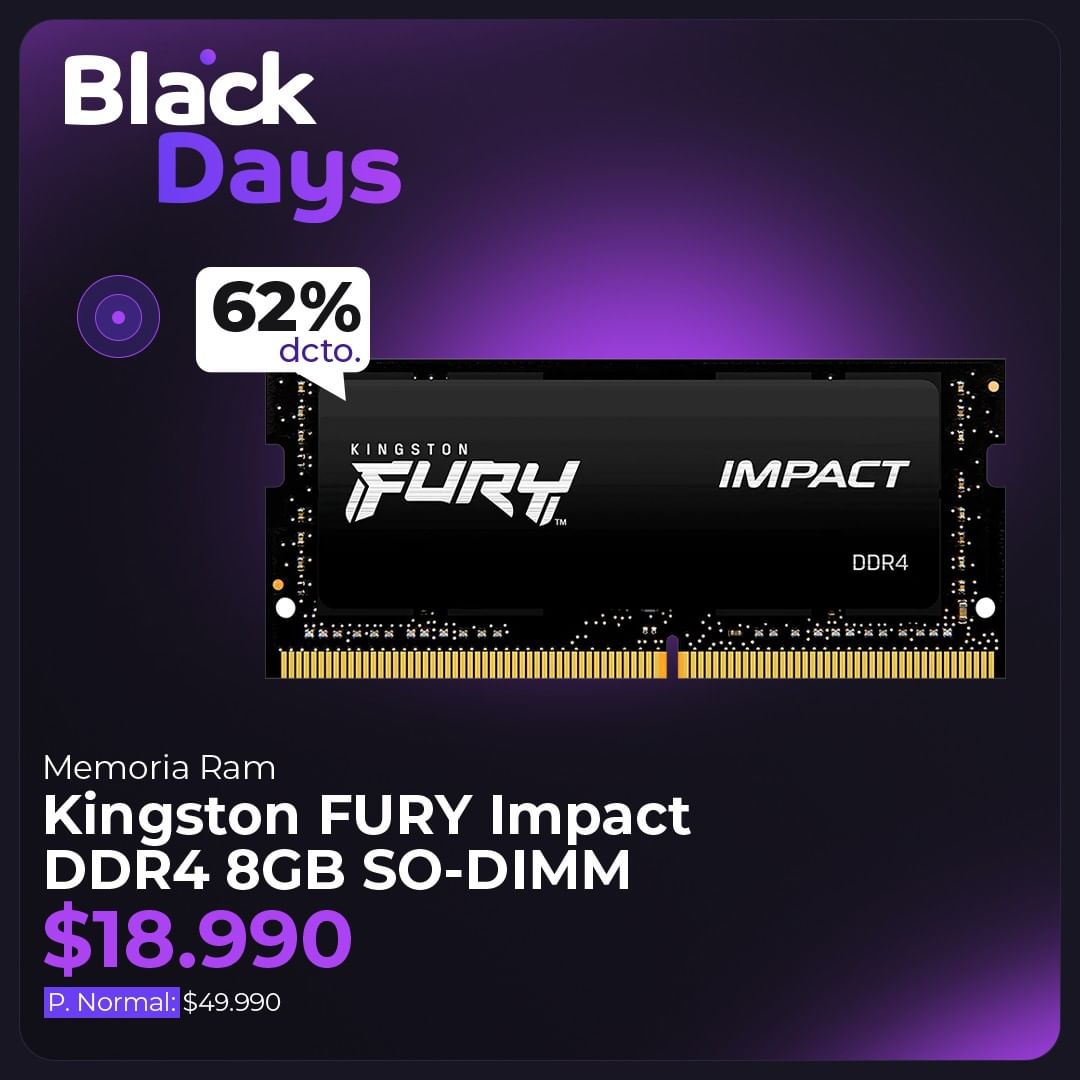 Black
Days
62%
dcto.
KINGSTON
FURY™
IMPACT
DDR4
Memoria Ram
Kingston FURY Impact
DDR4 8GB SO-DIMM
$18.990
P. Normal: $49.990